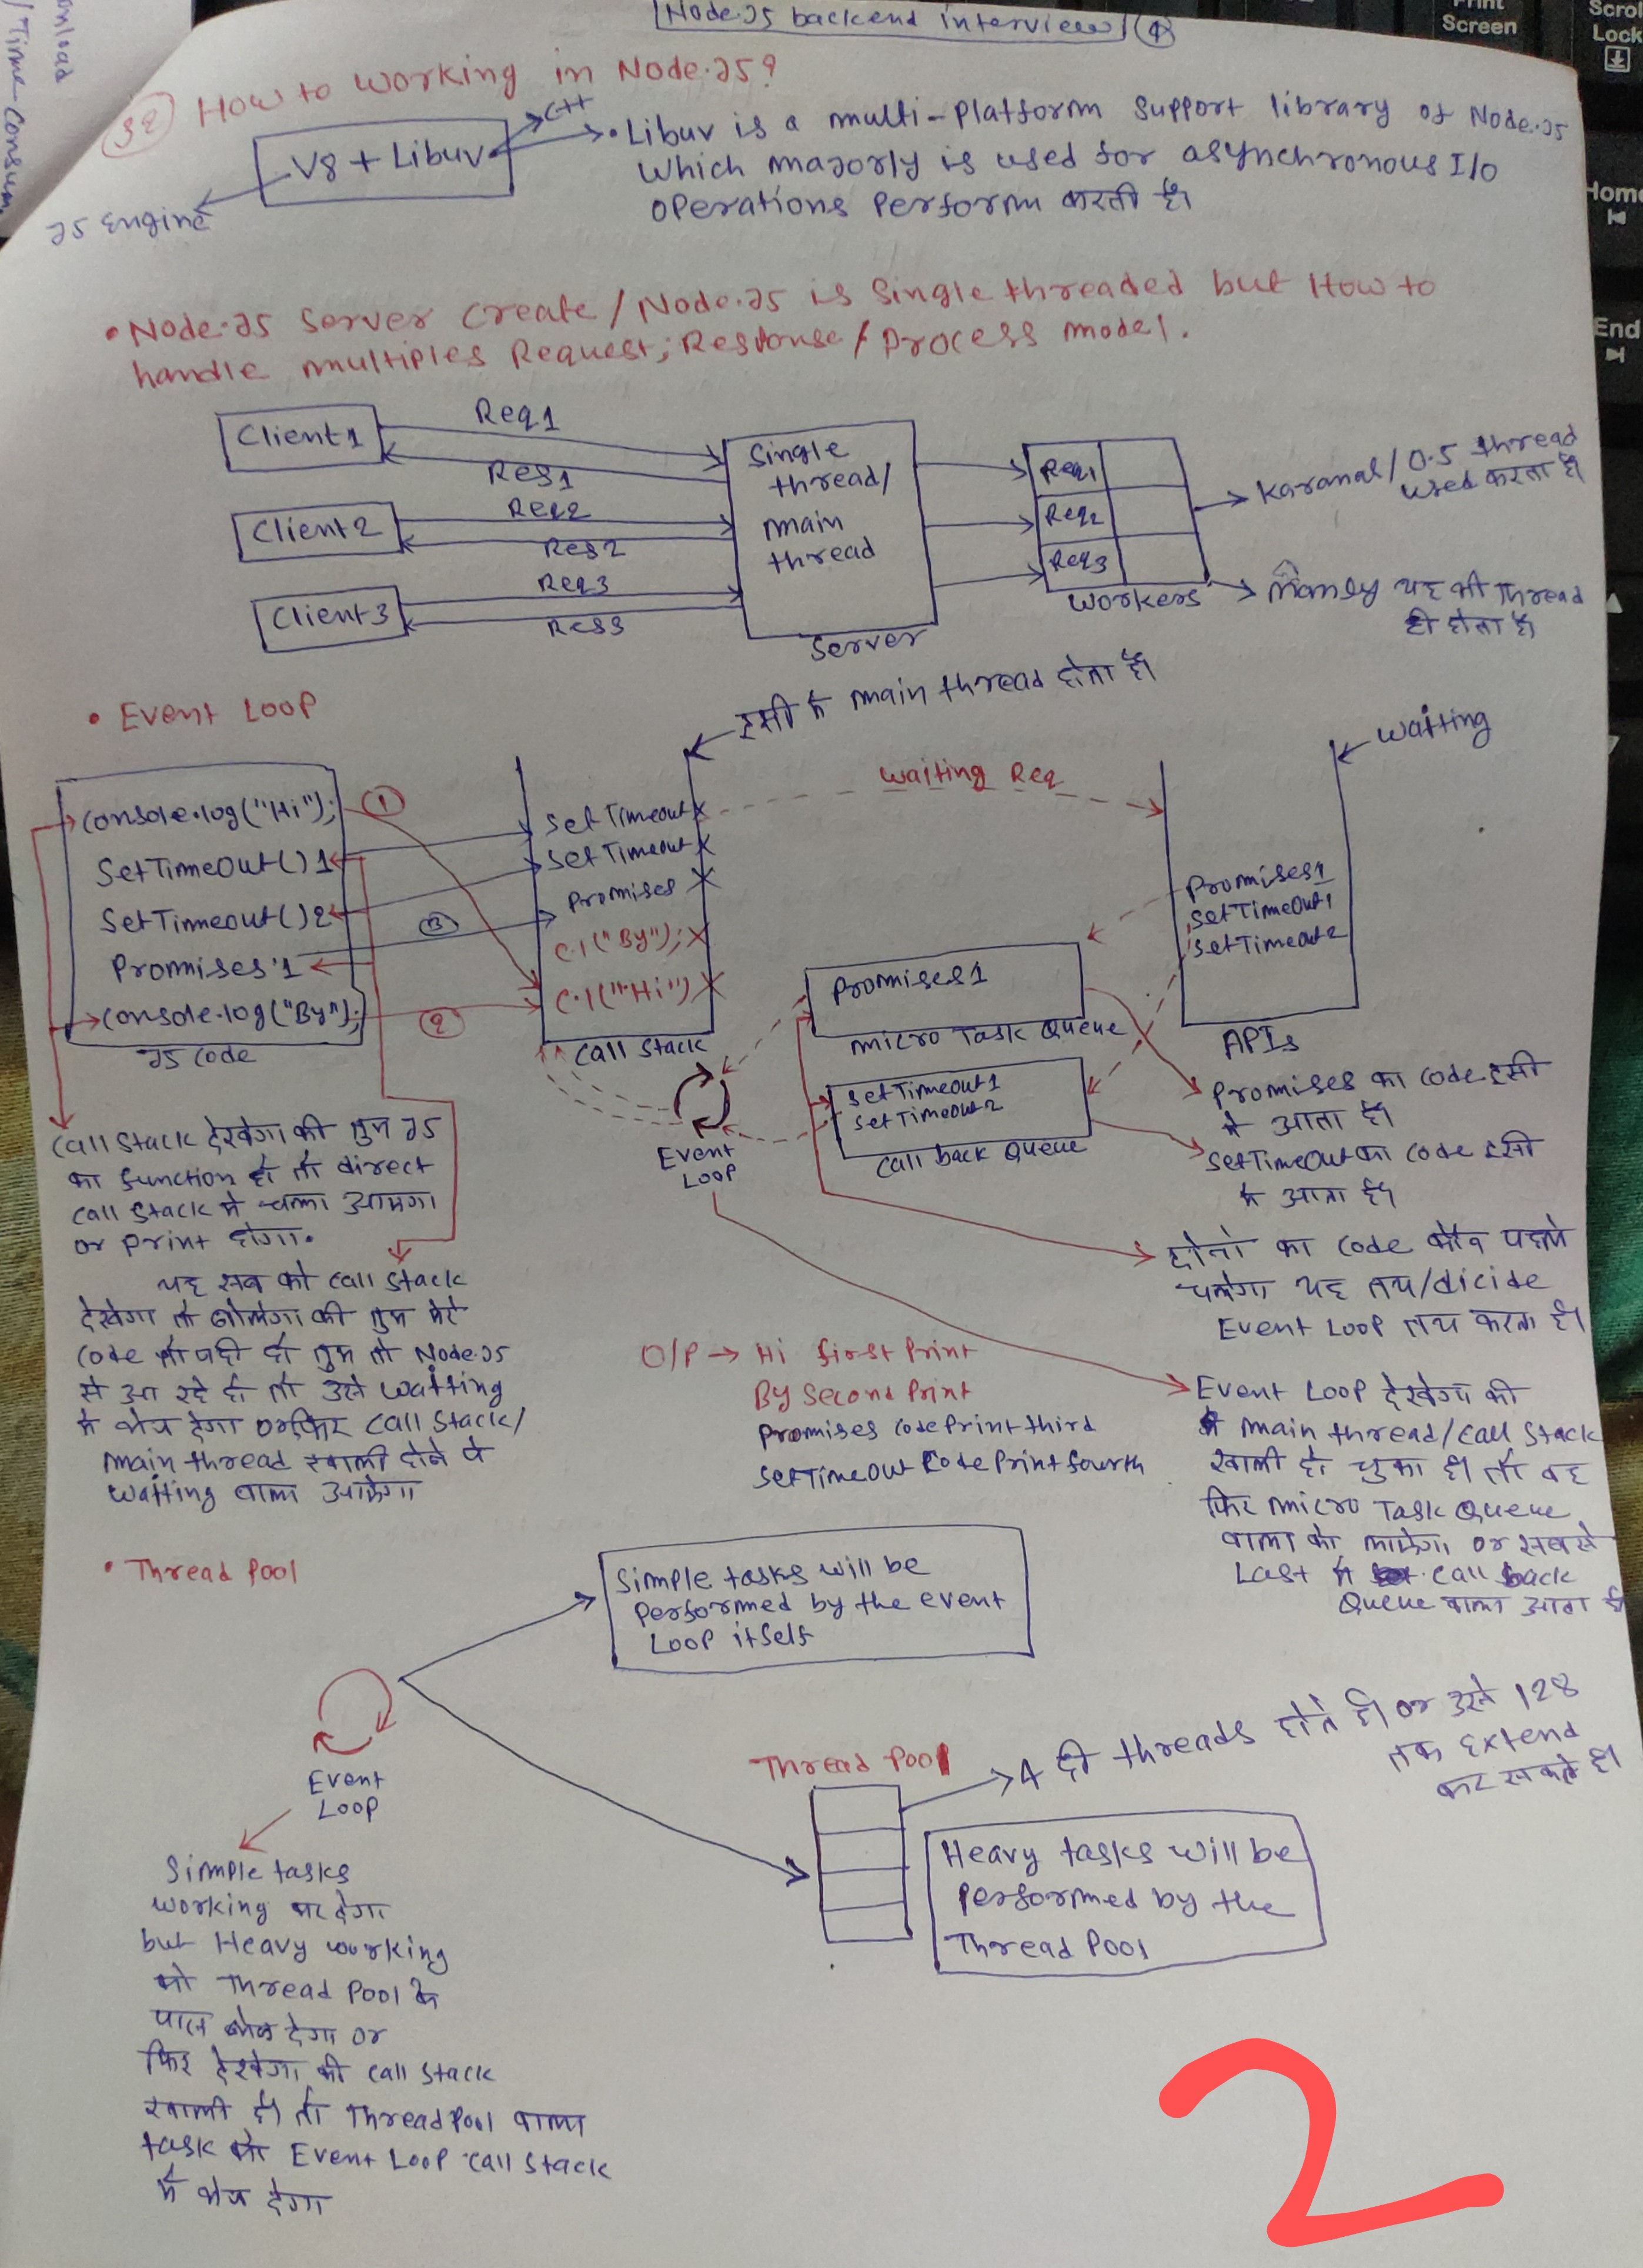 Node.JS backend interview
Print
Screen
Scrol
Lock
Home
End
nload
/ Time-Consum
32
How to working in Node.JS?
V8 + Libuv
C++
JS Engine
• Libuv is a multi-Platform support library of Node.JS
which majorly is used for asynchronous I/o
operations perform करती है।
• Node.JS Server create / Node.JS is Single threaded but How to
handle multiples Request; Response / process model.
Client1
Req1
Res1
Client2
Req2
Res2
Client3
Req3
Res3
Single
thread/
main
thread
Server
Req1
Req2
Req3
Workers
Karanal / O.S thread
used करता है।
यह भी Thread
ही होता है।
• Event Loop
इसी में main thread होता है।
console.log("Hi");
SetTimeOut()1
SetTimeout()2
Promises 1
console.log("By");
JS Code
1
3
2
SetTimeout X
SetTimeout X
Promises X
C.l("By"); X
C.l("Hi") X
Call Stack
Waiting Req
Waiting
Promises1
SetTimeOut1
SetTimeout2
APIs
Promises1
Micro Task Queue
SetTimeout1
SetTimeout2
Call back Queue
Event
Loop
Promises का code इसी
में आता है।
SetTimeOut का code इसी
में आता है।
दोनो का code कौन पहले
चलेगा यह तय/dicide
Event Loop तय करता है।
Call Stack देखेगा की तुम JS
का function हो तो direct
call Stack में चला आयगा
or print होगा.
यह सब को call Stack
देखेगा तो बोलेगा की तुम मेरे
code तो नही हो तुम तो Node.JS
से आ रहे हो तो उसे waiting
में भेज देगा or फिर Call Stack/
main thread खाली होने पे
waiting वाला आयेगा
O/P → Hi first Print
By Second Print
Promises code Print third
SetTimeOut Code Print fourth
Event Loop देखेगा की
main thread/call Stack
खाली हो चुका है। तो वह
फिर micro Task Queue
वाला को लायेगा or सबसे
Last में call back
Queue वाला आता है
• Thread Pool
Simple tasks will be
performed by the event
Loop itself
Event
Loop
Thread Pool
4 ही threads होते है। or उसे 128
तक Extend
कर सकते है।
Heavy tasks will be
performed by the
Thread Pool
Simple tasks
working कर देगा
but Heavy working
को Thread Pool के
पास भेज देगा or
फिर देखेगा की call Stack
खाली है। तो Thread Pool वाला
task को Event Loop call Stack
में भेज देगा
2